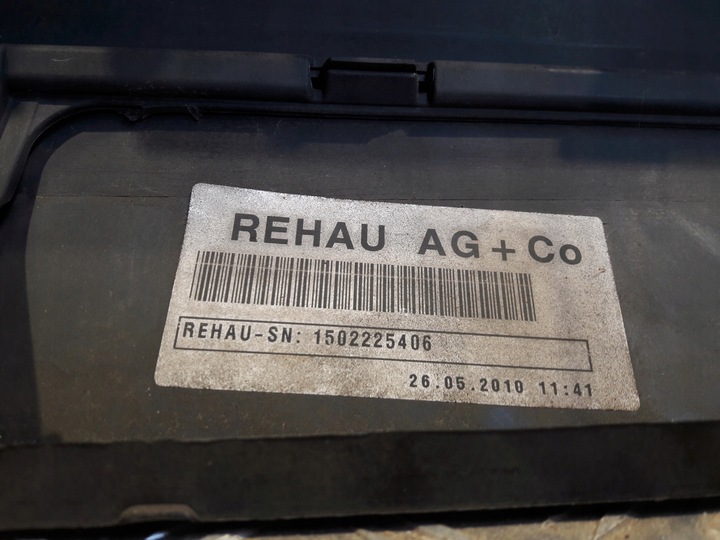 REHAU AG + Co
REHAU-SN: 1502225406
26.05.2010 11:41